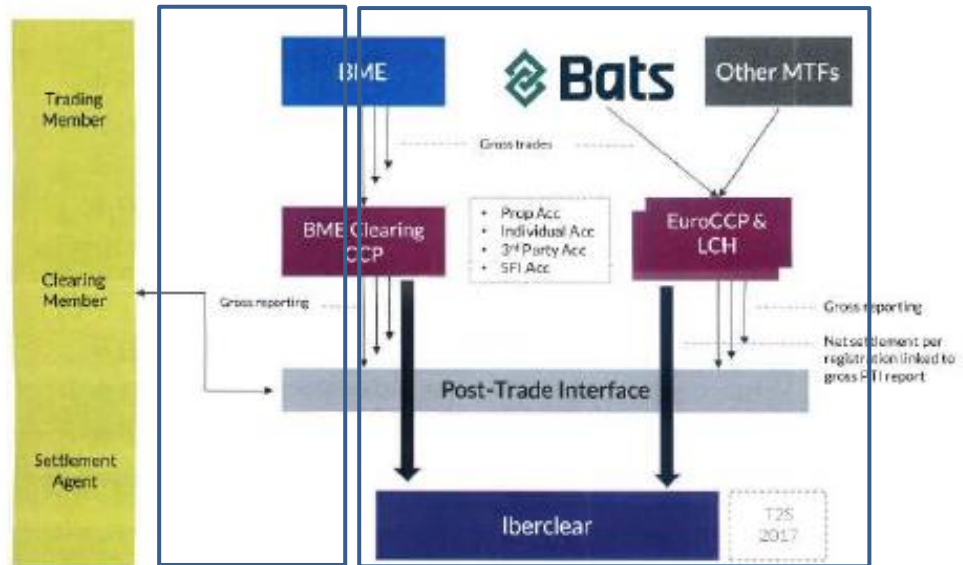 Trading
Member
Clearing
Member
Settlement
Agent
BME
Bats
Other MTFs
Gross trades
BME Clearing
CCP
• Prop Acc
• Individual Acc
• 3rd Party Acc
• SFI Acc
EuroCCP &
LCH
Gross reporting
Gross reporting
Net settlement per
registration linked to
gross PTI report
Post-Trade Interface
Iberclear
T2S
2017